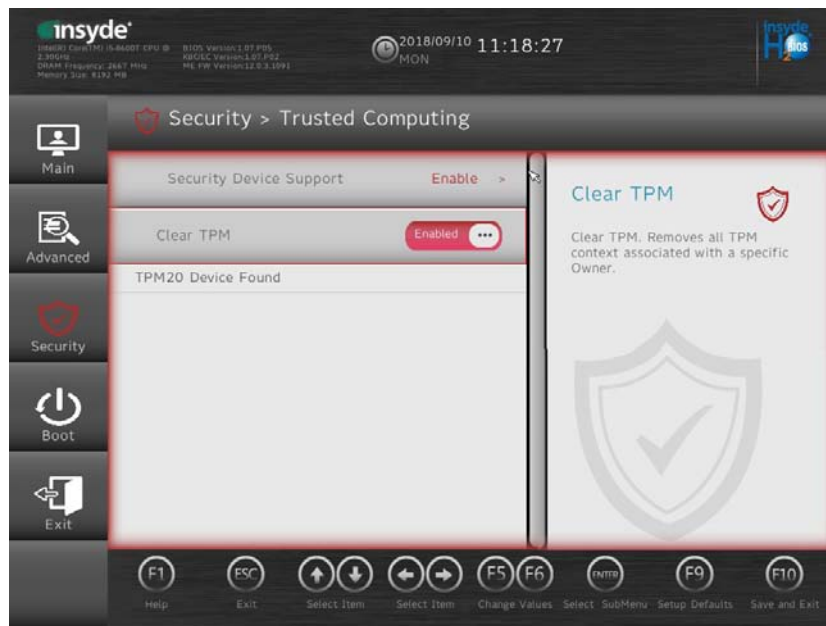 insyde
Intel(R) Core(TM) i5-8600T CPU @
2.30GHz
DRAM Frequency: 2667 MHz
Memory Size: 8192 MB
BIOS Version:1.07.P05
KBC/EC Version:1.07.P02
ME FW Version:12.0.3.1091
2018/09/10 11:18:27
MON
insyde
H2O Bios
Main
Advanced
Security
Boot
Exit
Security > Trusted Computing
Security Device Support Enable >
Clear TPM Enabled
TPM20 Device Found
Clear TPM
Clear TPM. Removes all TPM
context associated with a specific
Owner.
F1 ESC F5 F6 ENTER F9 F10
Help Exit Select Item Select Item Change Values Select SubMenu Setup Defaults Save and Exit